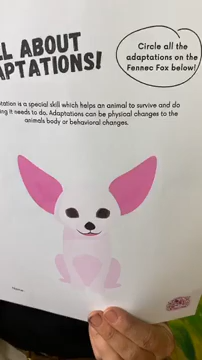 LL ABOUT
APTATIONS!
Circle all the
adaptations on the
Fennec Fox below!
tation is a special skill which helps an animal to survive and do
ing it needs to do. Adaptations can be physical changes to the
animals body or behavioral changes.